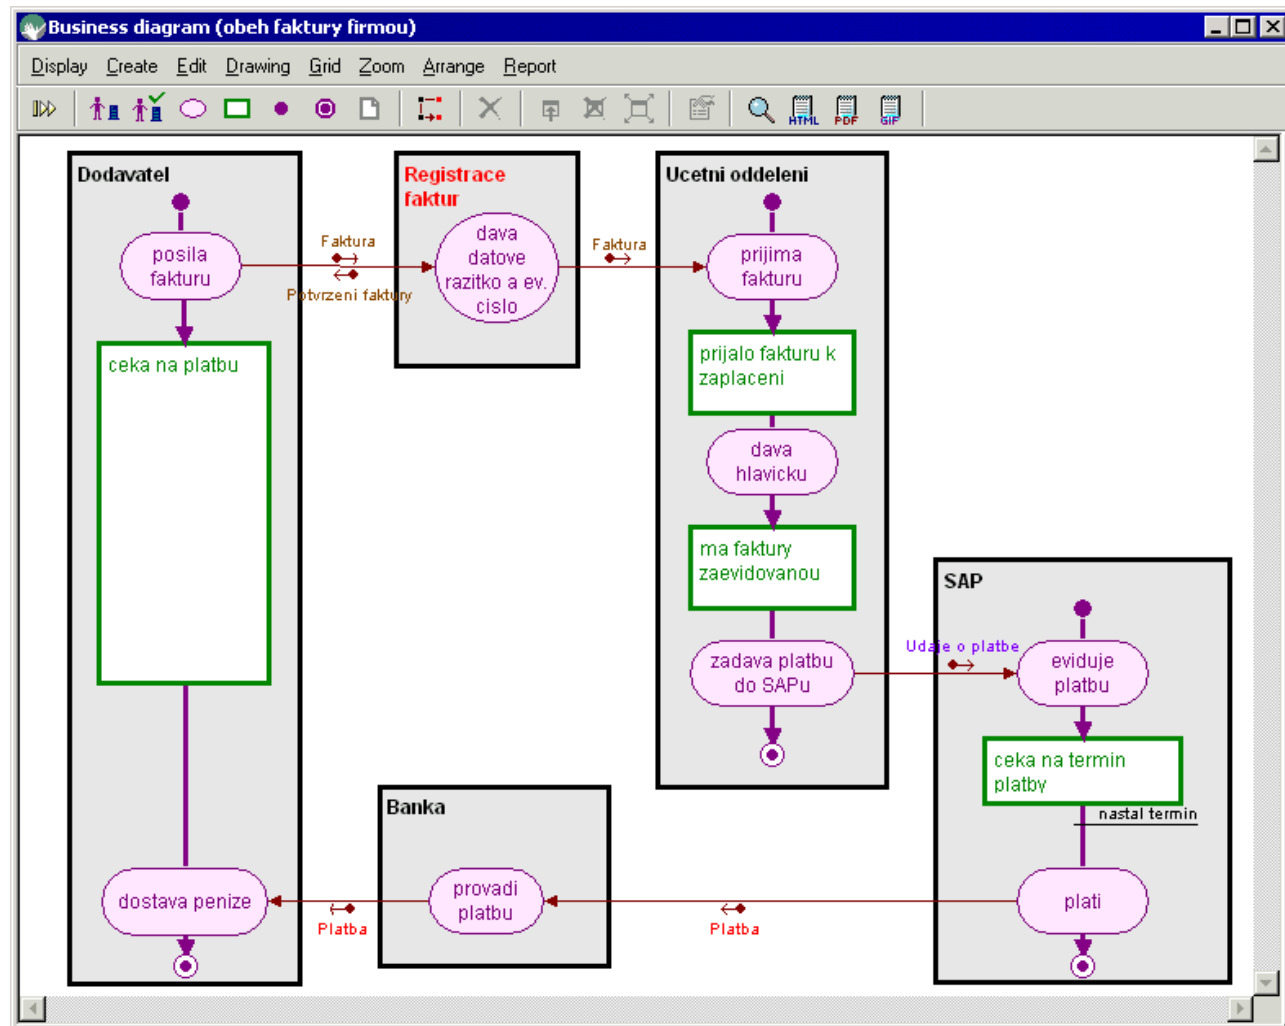 Business diagram (obeh faktury firmou)
Display Create Edit Drawing Grid Zoom Arrange Report
HTML PDF GIF
Dodavatel
posila
fakturu
ceka na platbu
dostava penize
Faktura
Potvrzeni faktury
Registrace
faktur
dava
datove
razitko a ev.
cislo
Faktura
Ucetni oddeleni
prijima
fakturu
prijalo fakturu k
zaplaceni
dava
hlavicku
ma faktury
zaevidovanou
zadava platbu
do SAPu
Udaje o platbe
SAP
eviduje
platbu
ceka na termin
platby
nastal termin
plati
Platba
Banka
provadi
platbu
Platba